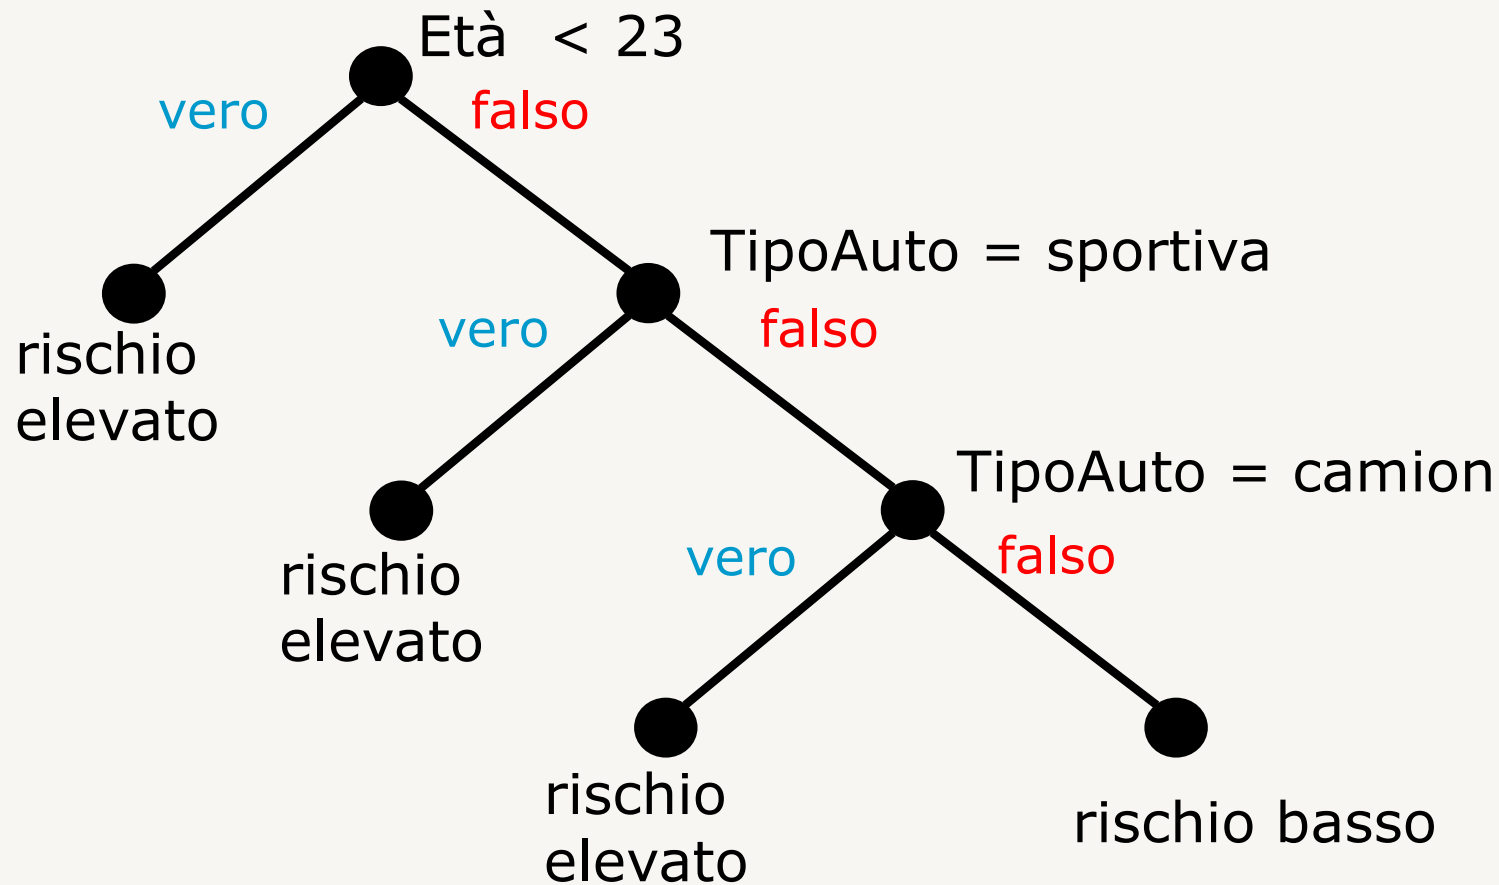 Età < 23
vero
falso
TipoAuto = sportiva
rischio
elevato
vero
falso
TipoAuto = camion
rischio
elevato
vero
falso
rischio
elevato
rischio basso